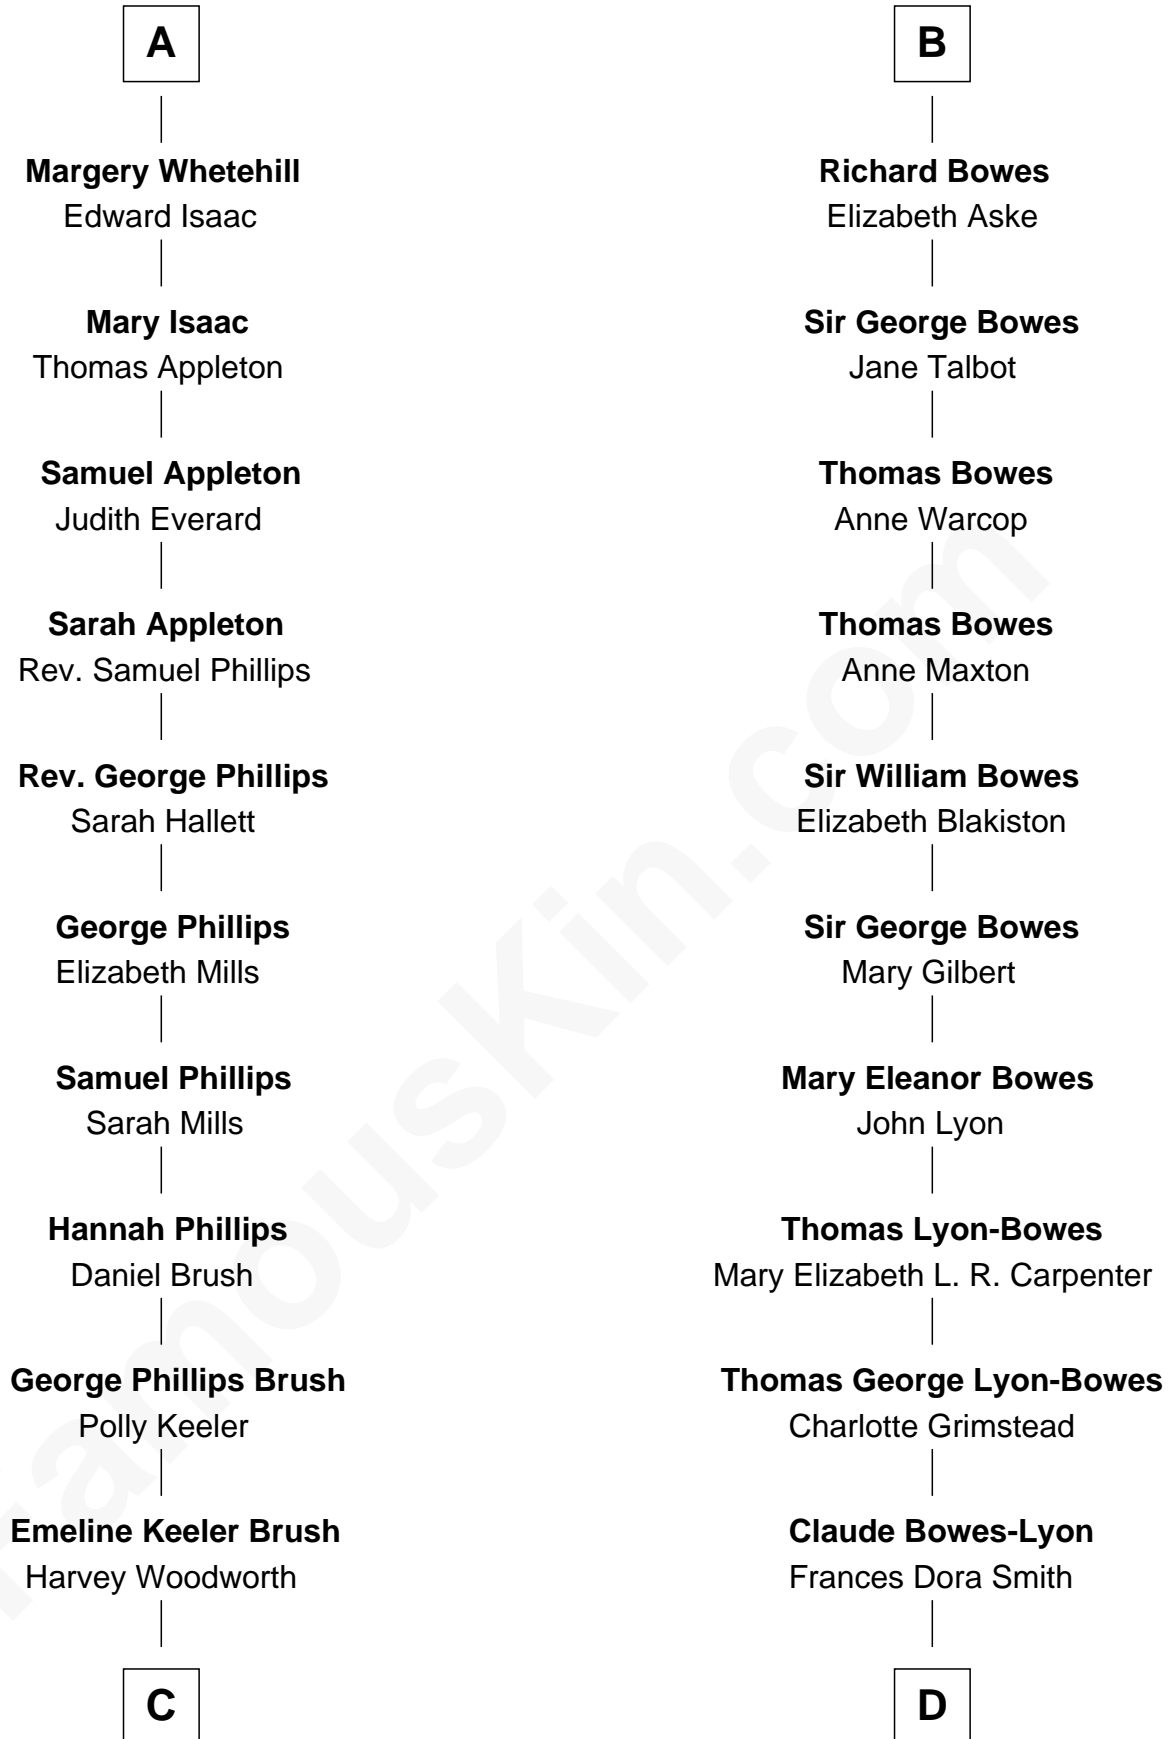 A
Margery Whetehill
Edward Isaac
Mary Isaac
Thomas Appleton
Samuel Appleton
Judith Everard
Sarah Appleton
Rev. Samuel Phillips
Rev. George Phillips
Sarah Hallett
George Phillips
Elizabeth Mills
Samuel Phillips
Sarah Mills
Hannah Phillips
Daniel Brush
George Phillips Brush
Polly Keeler
Emeline Keeler Brush
Harvey Woodworth
C
B
Richard Bowes
Elizabeth Aske
Sir George Bowes
Jane Talbot
Thomas Bowes
Anne Warcop
Thomas Bowes
Anne Maxton
Sir William Bowes
Elizabeth Blakiston
Sir George Bowes
Mary Gilbert
Mary Eleanor Bowes
John Lyon
Thomas Lyon-Bowes
Mary Elizabeth L. R. Carpenter
Thomas George Lyon-Bowes
Charlotte Grimstead
Claude Bowes-Lyon
Frances Dora Smith
D
FamousKin.com